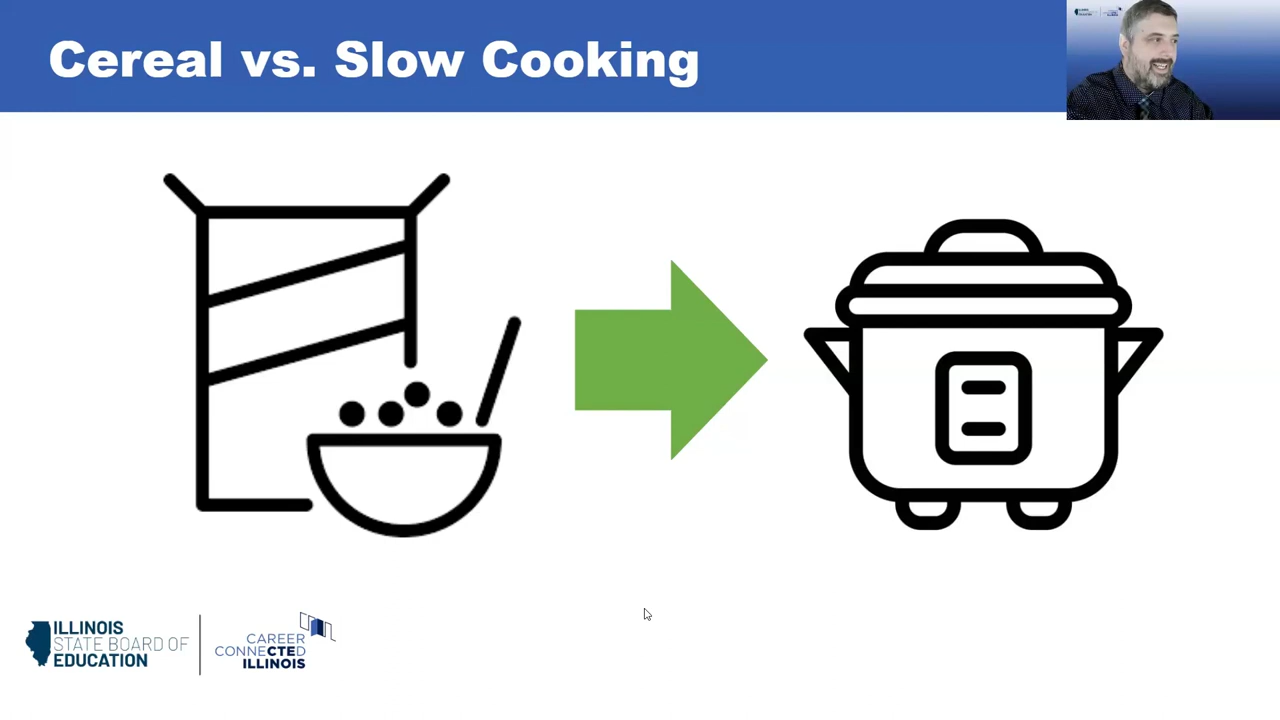 Cereal vs. Slow Cooking
ILLINOIS
STATE BOARD OF
EDUCATION
CAREER
CONNECTED
ILLINOIS